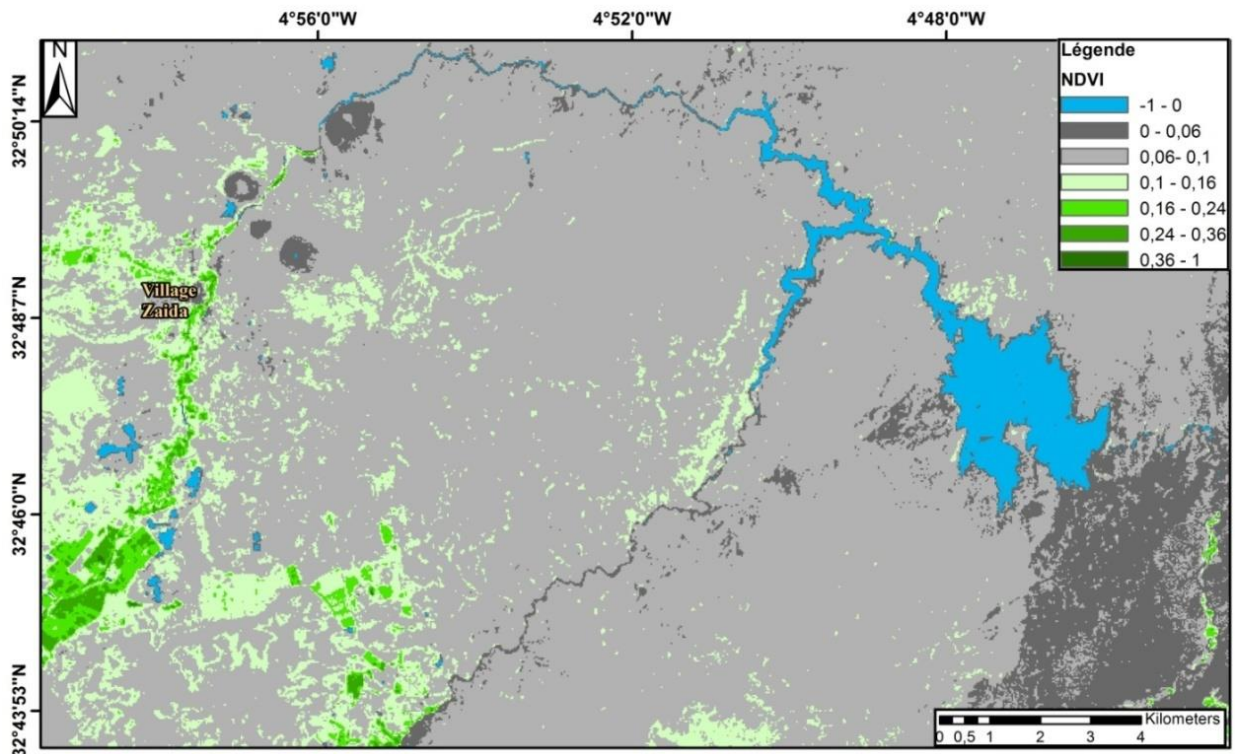 4°56'0"W
4°52'0"W
4°48'0"W
N
Légende
NDVI
-1 - 0
0 - 0,06
0,06- 0,1
0,1 - 0,16
0,16 - 0,24
0,24 - 0,36
0,36 - 1
32°50'14"N
32°48'7"N
32°46'0"N
32°43'53"N
Village
Zaida
Kilometers
0 0,5 1 2 3 4